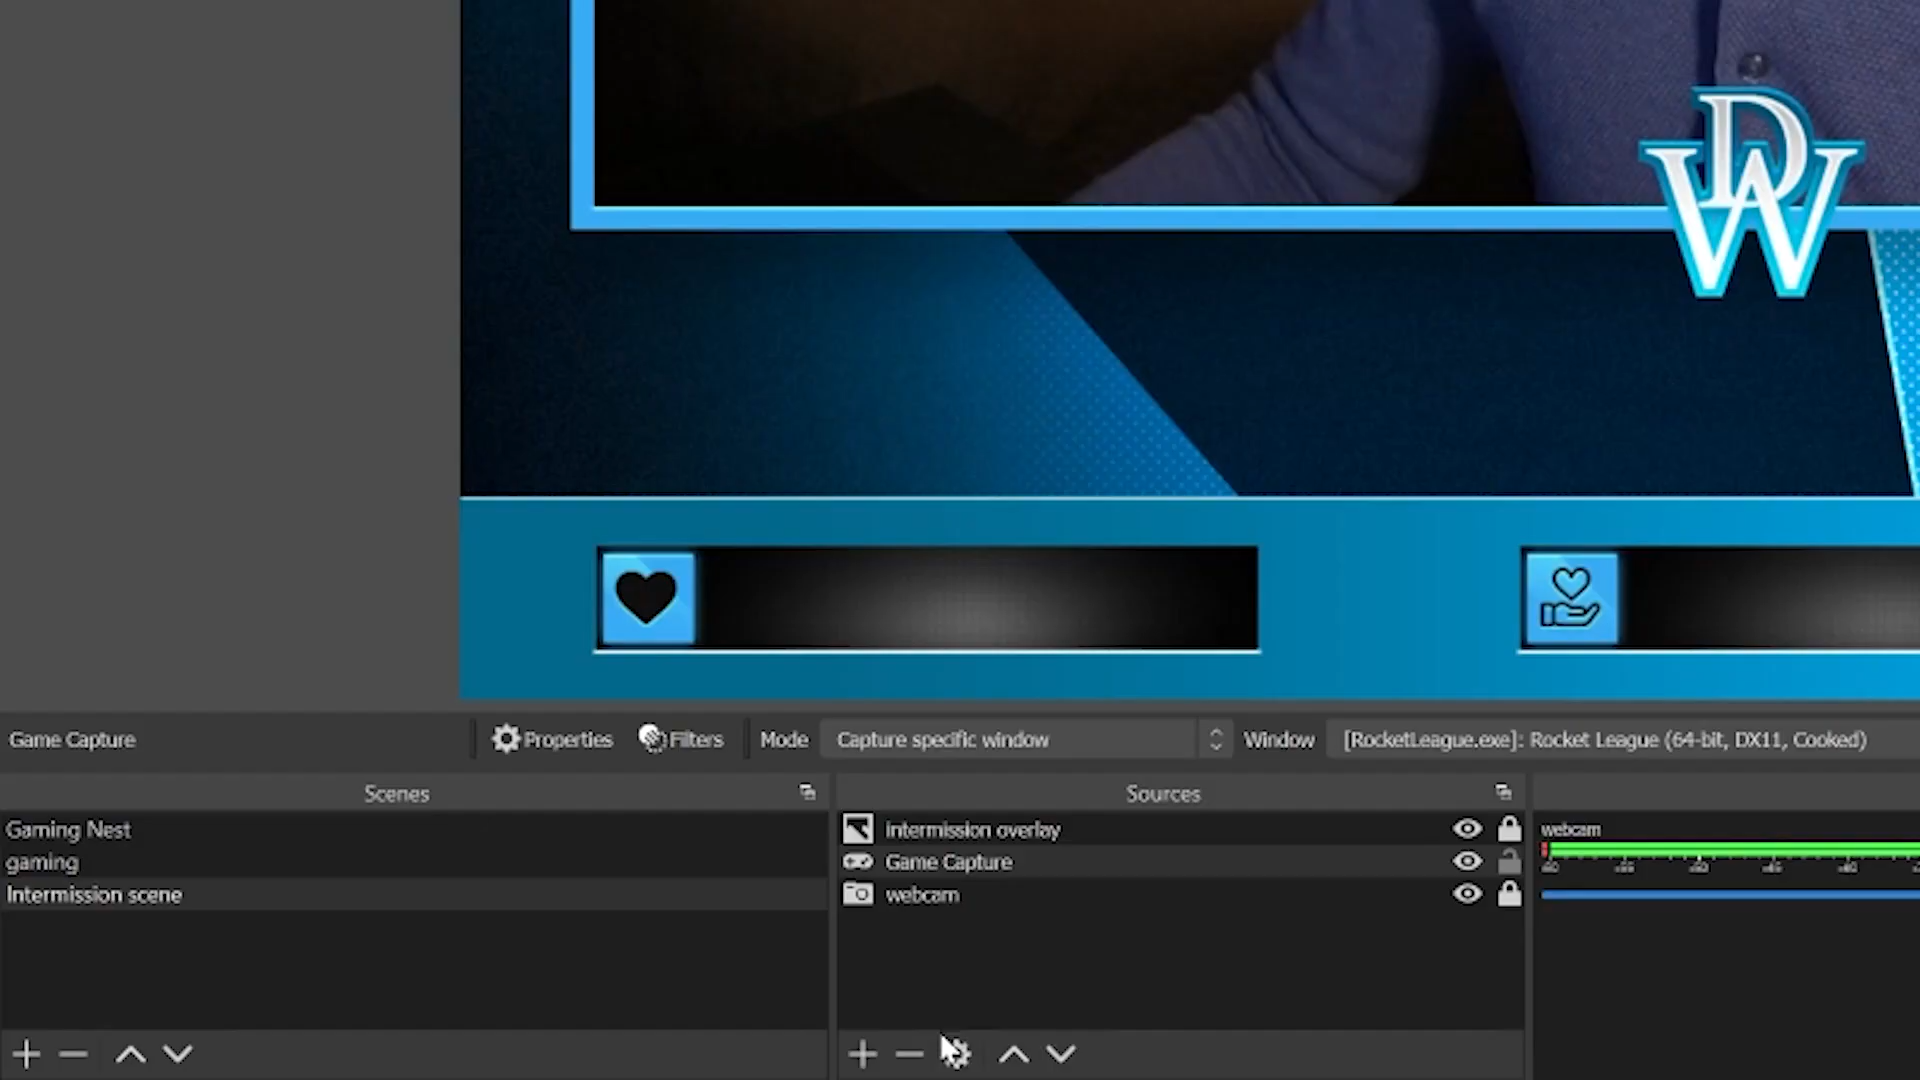 DW
Game Capture
Properties
Filters
Mode
Capture specific window
Window
[RocketLeague.exe]: Rocket League (64-bit, DX11, Cooked)
Scenes
Gaming Nest
gaming
Intermission scene
Sources
Intermission overlay
Game Capture
webcam
webcam